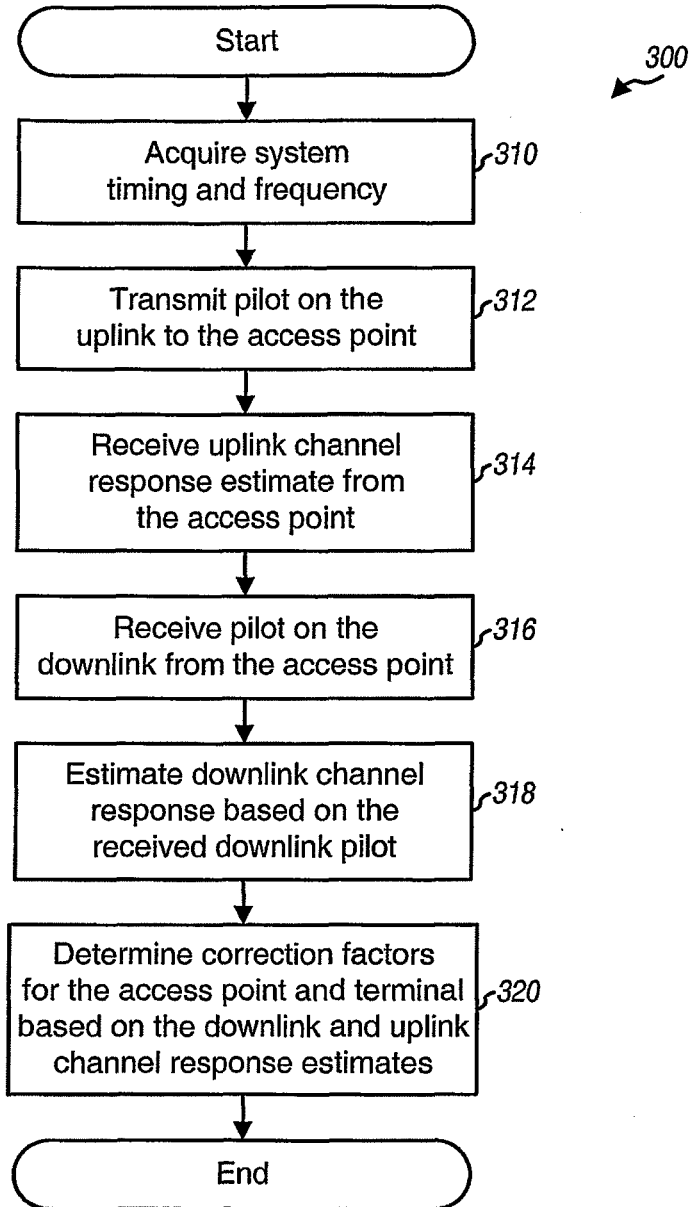 Start
300
Acquire system
timing and frequency
310
Transmit pilot on the
uplink to the access point
312
Receive uplink channel
response estimate from
the access point
314
Receive pilot on the
downlink from the access point
316
Estimate downlink channel
response based on the
received downlink pilot
318
Determine correction factors
for the access point and terminal
based on the downlink and uplink
channel response estimates
320
End